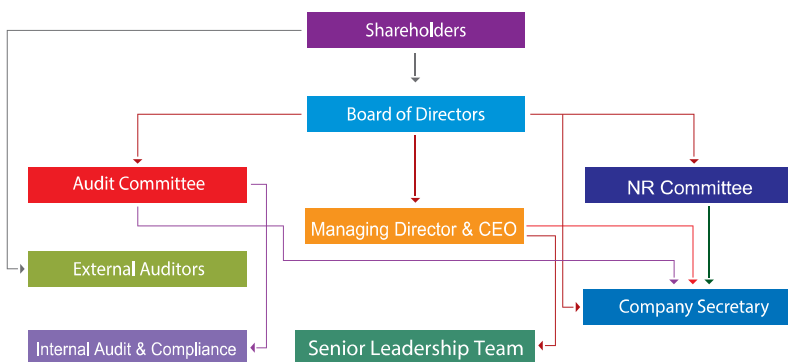 Shareholders
Board of Directors
Audit Committee
NR Committee
Managing Director & CEO
External Auditors
Company Secretary
Internal Audit & Compliance
Senior Leadership Team